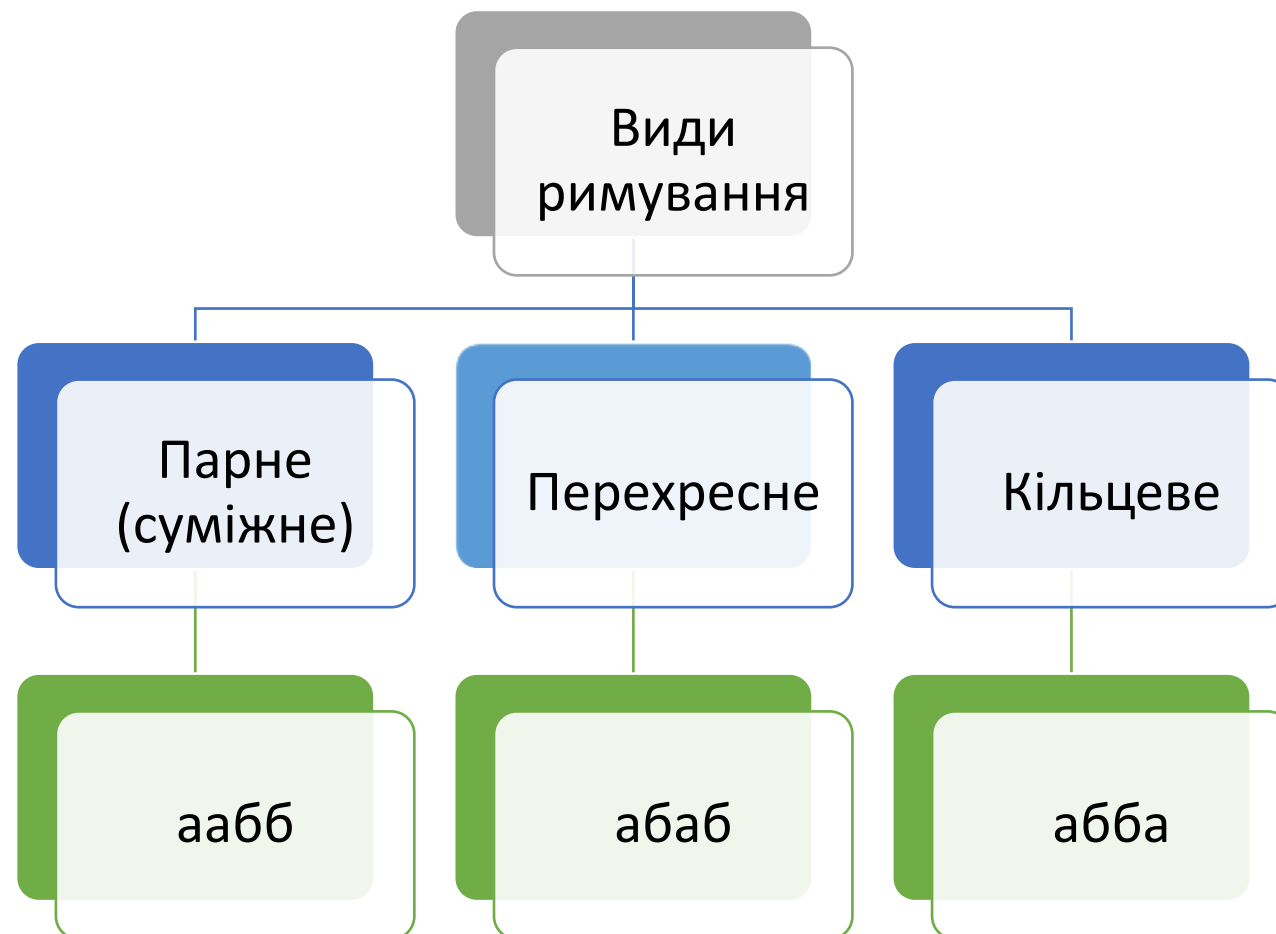 Види
римування
Парне
(суміжне)
Перехресне
Кільцеве
аабб
абаб
абба